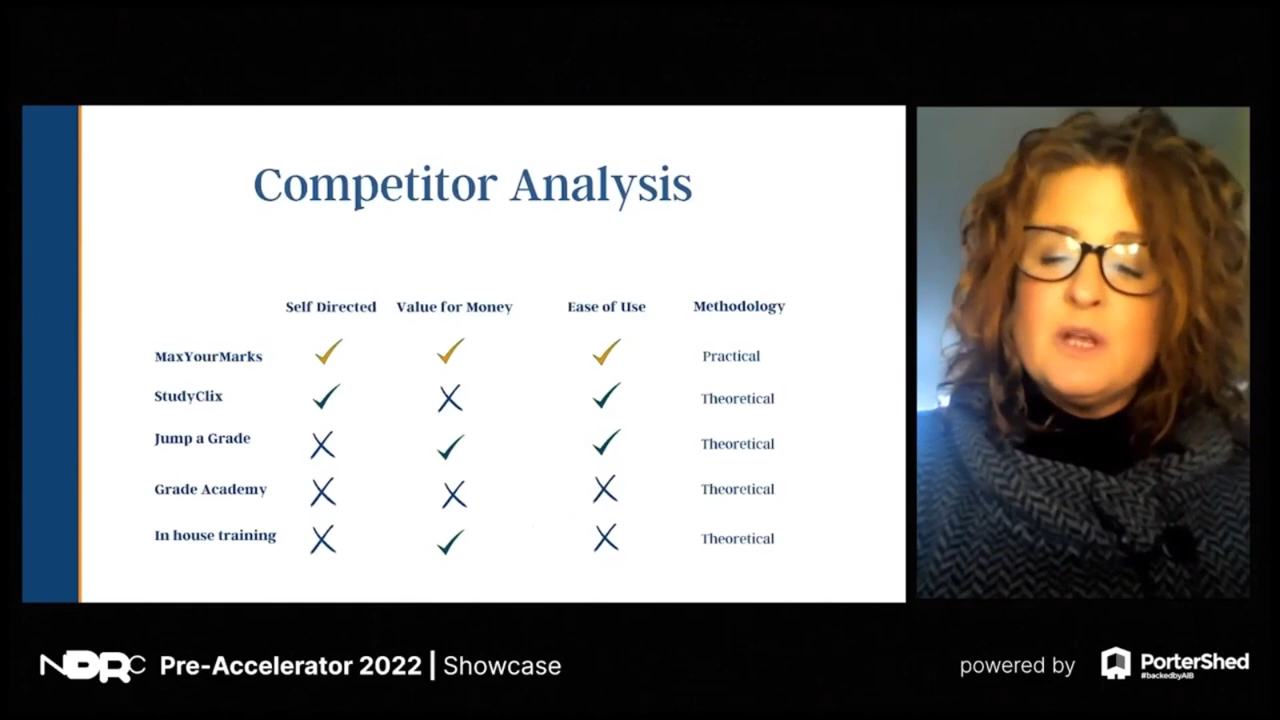 Competitor Analysis
Self Directed Value for Money Ease of Use Methodology
MaxYourMarks Practical
StudyClix Theoretical
Jump a Grade Theoretical
Grade Academy Theoretical
In house training Theoretical
NDRC Pre-Accelerator 2022 | Showcase
powered by PorterShed
#backedbyAIB